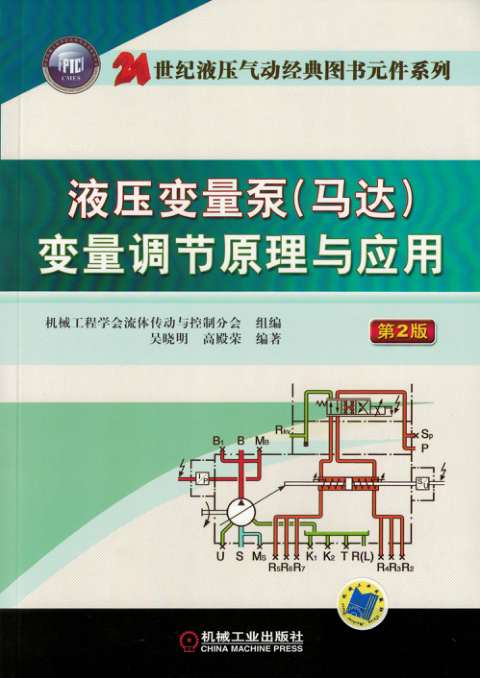 FPTC
CMES
21世纪液压气动经典图书元件系列
液压变量泵(马达)
变量调节原理与应用
机械工程学会流体传动与控制分会 组编
吴晓明 高殿荣 编著
第2版
RKV
SP
P
B1 B MB
IP
SU
U S MS K1 K2 T R(L)
R5R6R7 R4R3R2
机械工业出版社
CHINA MACHINE PRESS